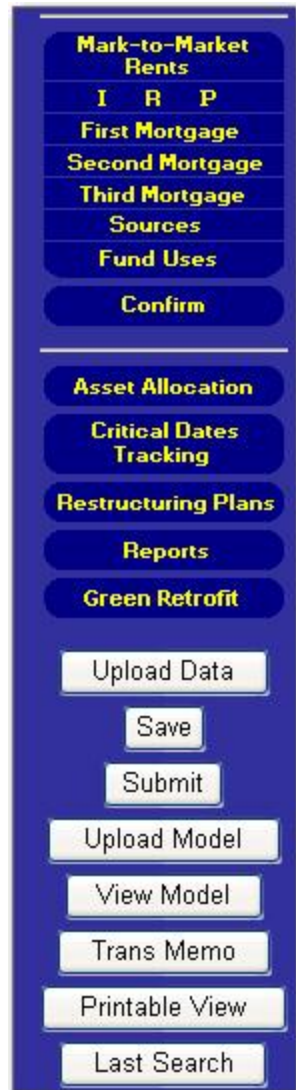 Mark-to-Market
Rents
I R P
First Mortgage
Second Mortgage
Third Mortgage
Sources
Fund Uses
Confirm
Asset Allocation
Critical Dates
Tracking
Restructuring Plans
Reports
Green Retrofit
Upload Data
Save
Submit
Upload Model
View Model
Trans Memo
Printable View
Last Search